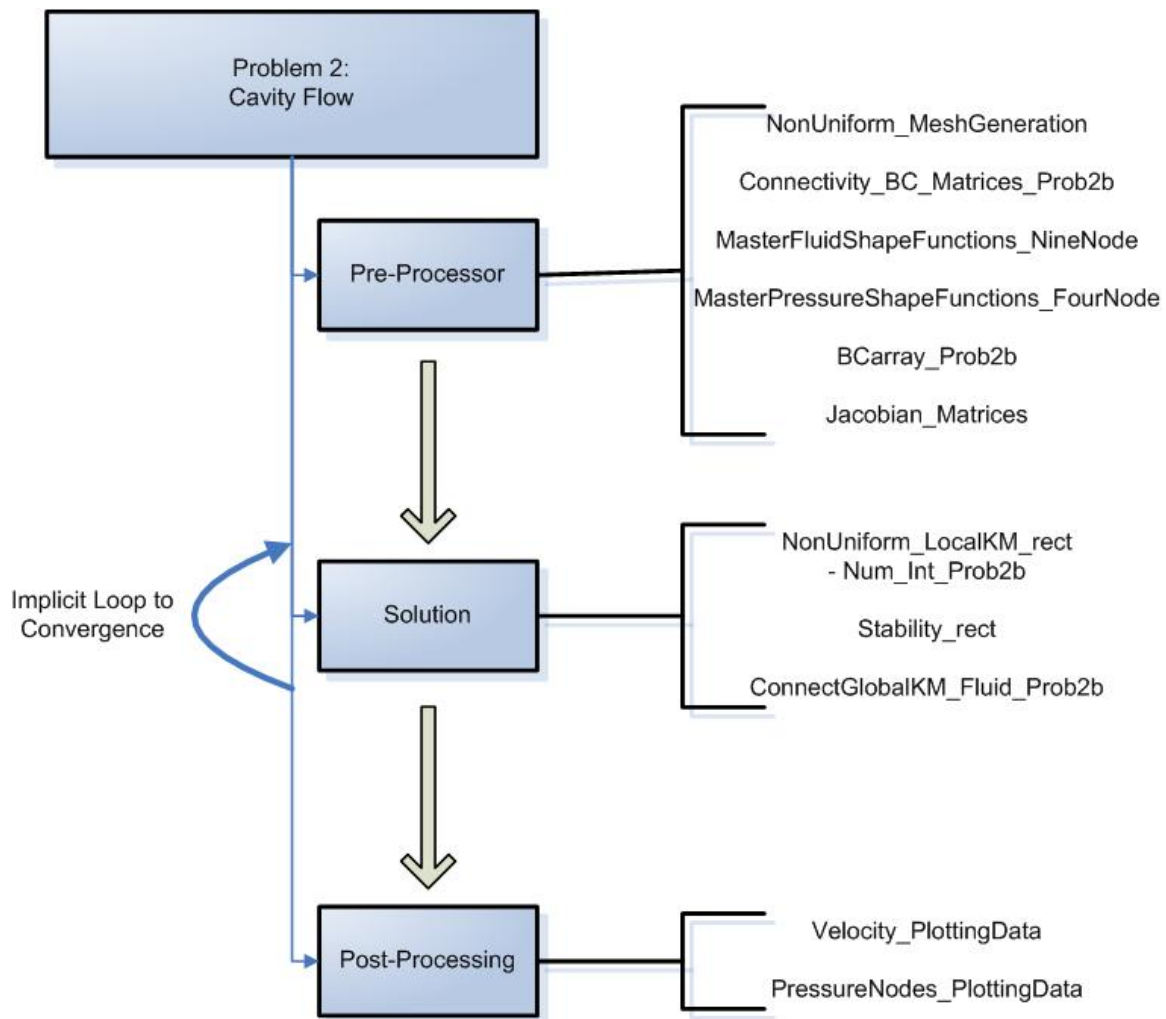 Problem 2:
Cavity Flow
NonUniform_MeshGeneration
Connectivity_BC_Matrices_Prob2b
MasterFluidShapeFunctions_NineNode
Pre-Processor
MasterPressureShapeFunctions_FourNode
BCarray_Prob2b
Jacobian_Matrices
NonUniform_LocalKM_rect
- Num_Int_Prob2b
Implicit Loop to
Convergence
Solution
Stability_rect
ConnectGlobalKM_Fluid_Prob2b
Velocity_PlottingData
Post-Processing
PressureNodes_PlottingData